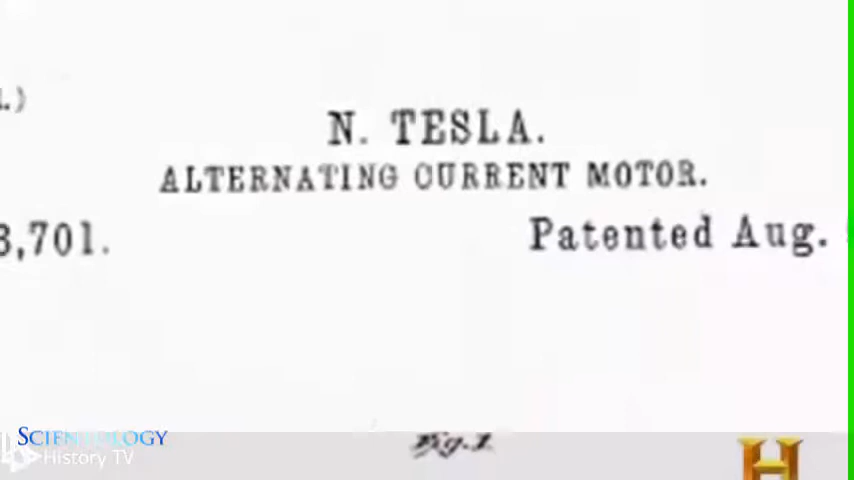 .)
N. TESLA.
ALTERNATING CURRENT MOTOR.
3,701.
Patented Aug.
Fig.1
SCIENTOLOGY
History TV
H